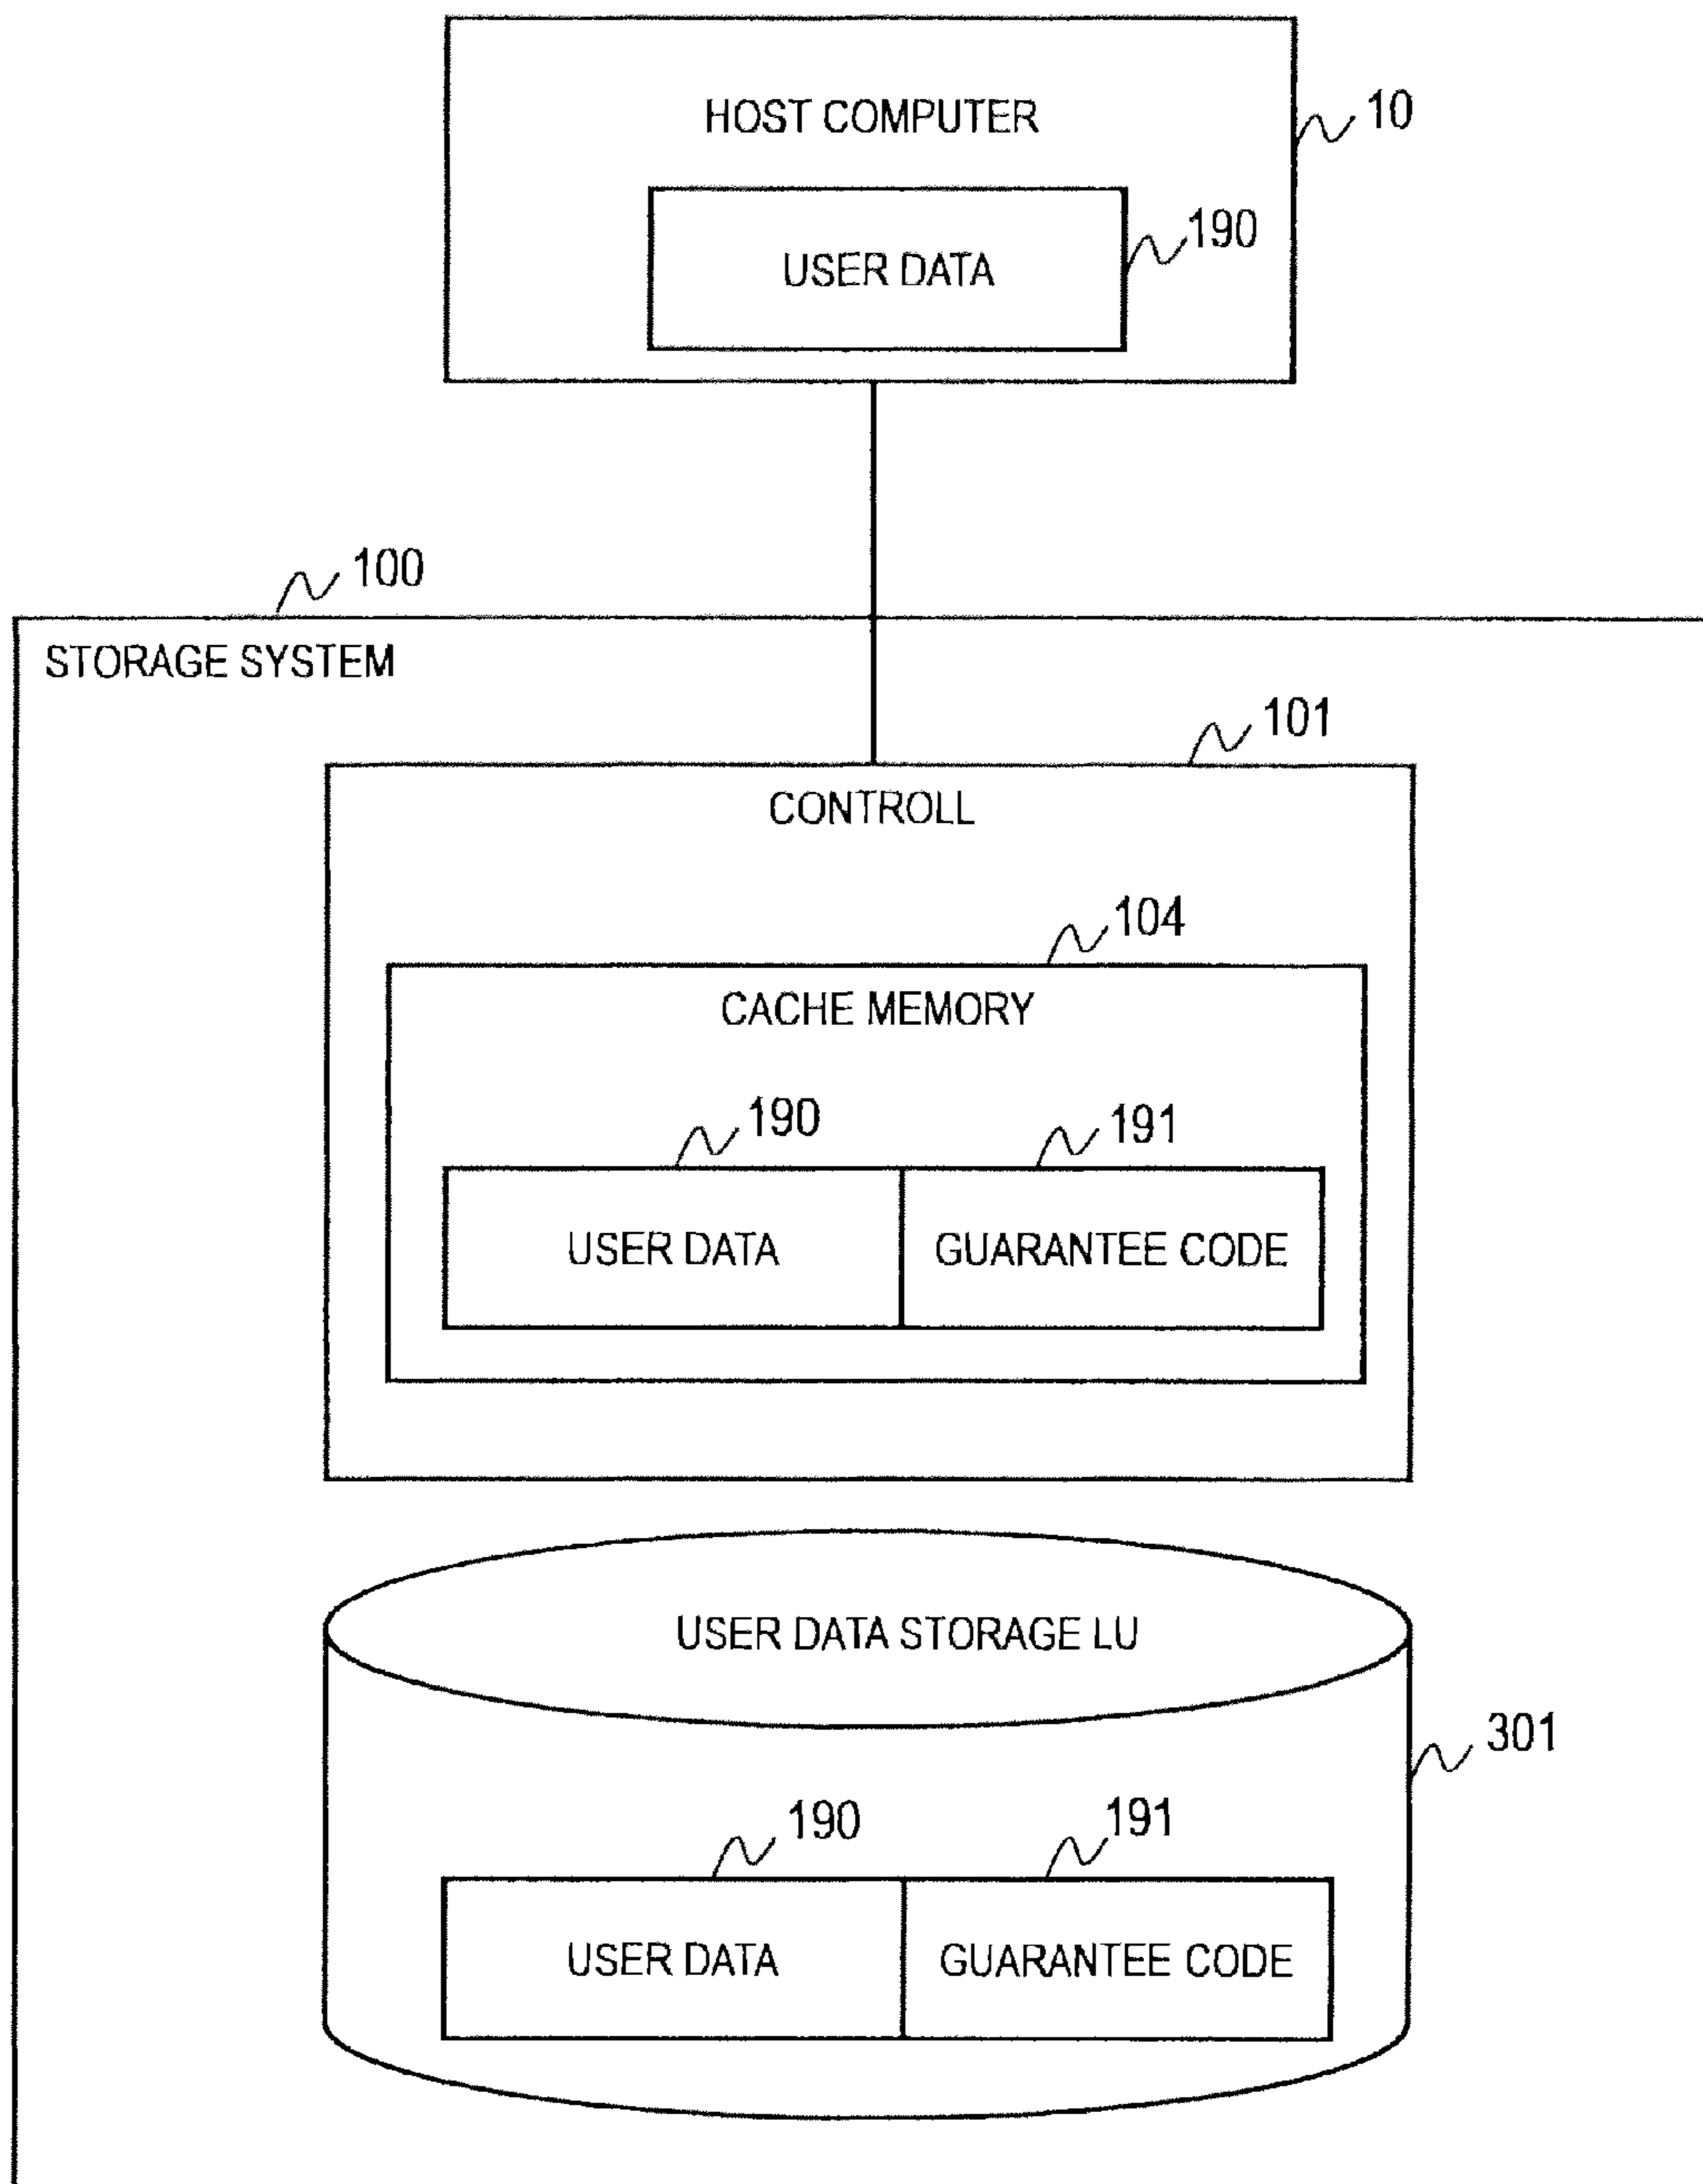 HOST COMPUTER
10
190
USER DATA
100
STORAGE SYSTEM
101
CONTROLL
104
CACHE MEMORY
190
191
USER DATA
GUARANTEE CODE
USER DATA STORAGE LU
301
190
191
USER DATA
GUARANTEE CODE